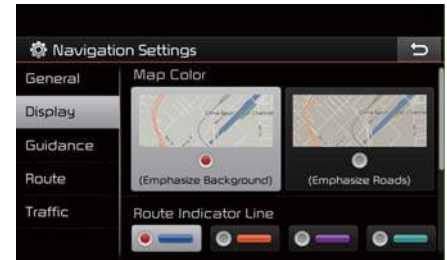 Navigation Settings
General
Display
Guidance
Route
Traffic
Map Color
(Emphasize Background)
(Emphasize Roads)
Route Indicator Line